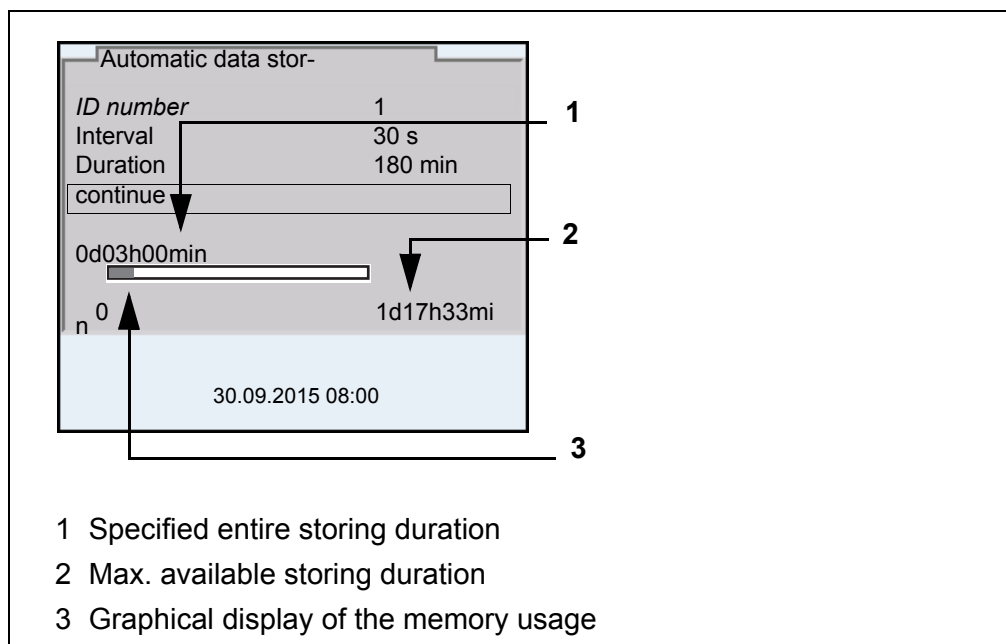 Automatic data stor-
ID number 1
Interval 30 s
Duration 180 min
continue
0d03h00min
0 1d17h33mi
n
30.09.2015 08:00
1
2
3
1 Specified entire storing duration
2 Max. available storing duration
3 Graphical display of the memory usage